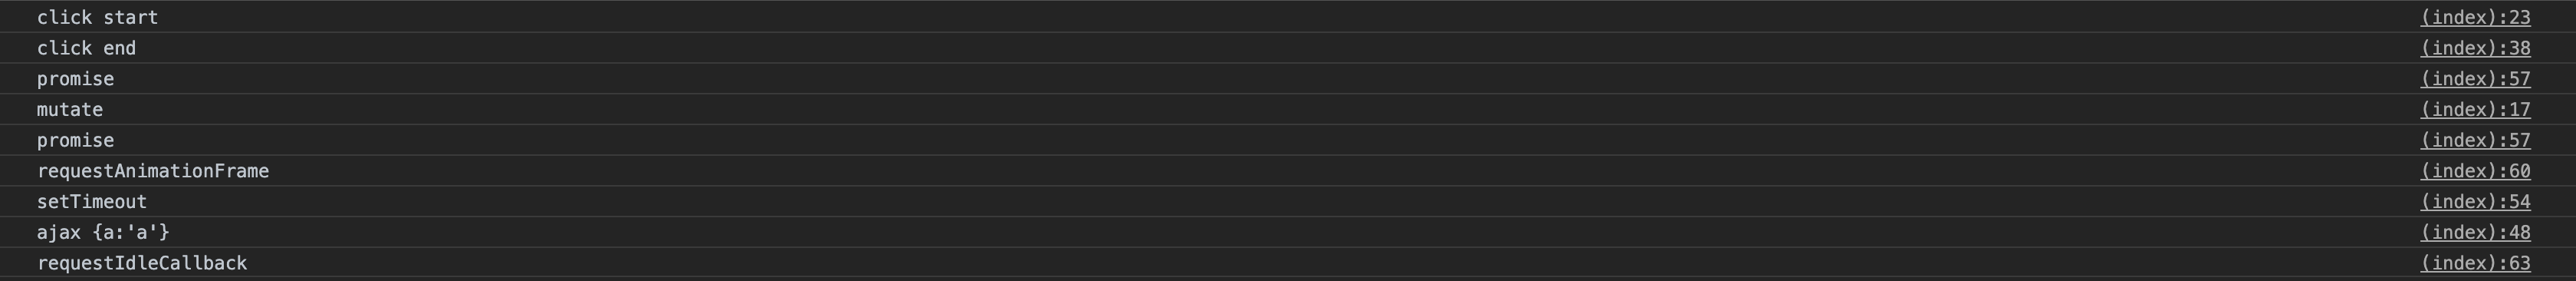 click start (index):23
click end (index):38
promise (index):57
mutate (index):17
promise (index):57
requestAnimationFrame (index):60
setTimeout (index):54
ajax {a:'a'} (index):48
requestIdleCallback (index):63